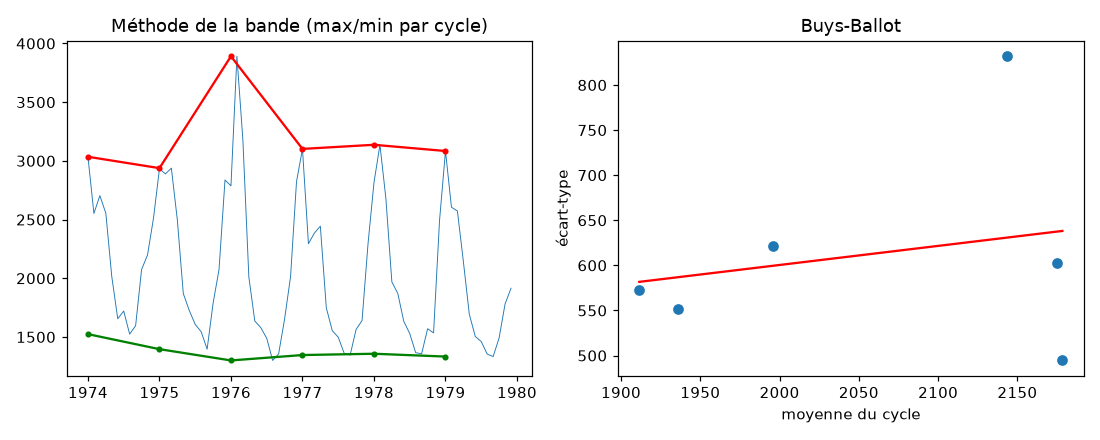 Méthode de la bande (max/min par cycle)
4000
3500
3000
2500
2000
1500
1974 1975 1976 1977 1978 1979 1980
Buys-Ballot
écart-type
800
750
700
650
600
550
500
1900 1950 2000 2050 2100 2150
moyenne du cycle